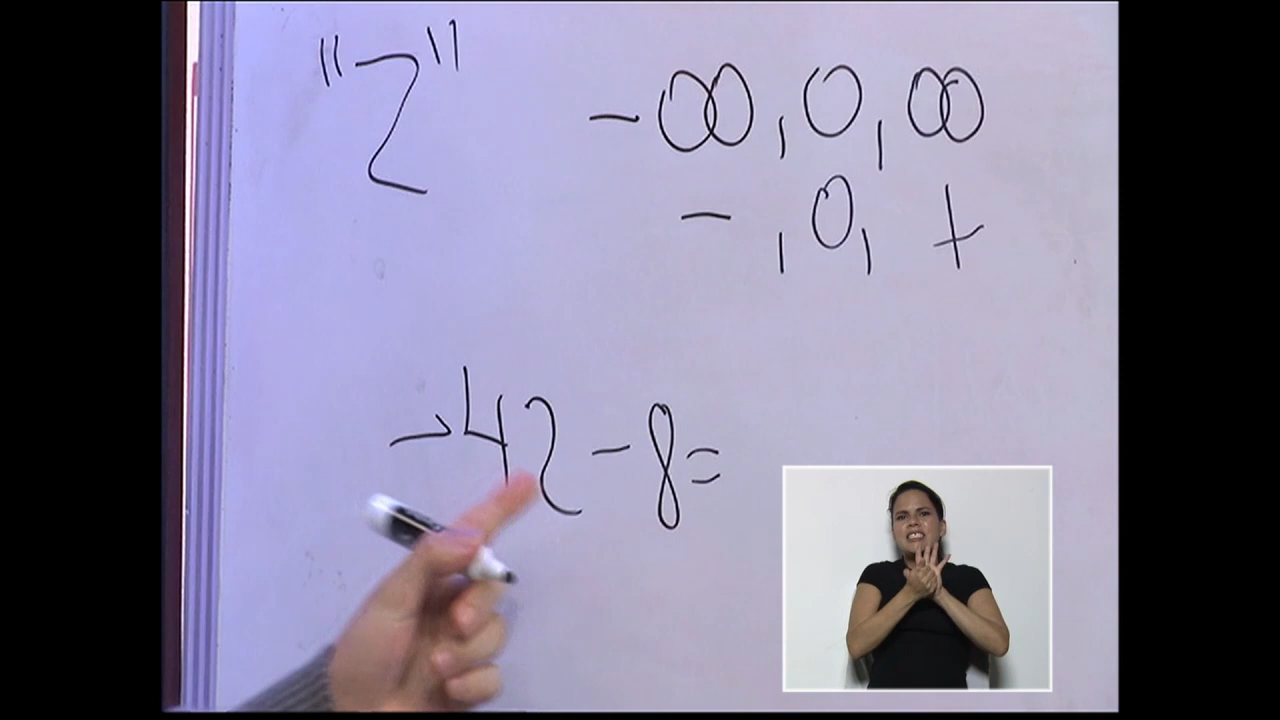 "Z"
-∞, 0, ∞
-, 0, +
-42-8=